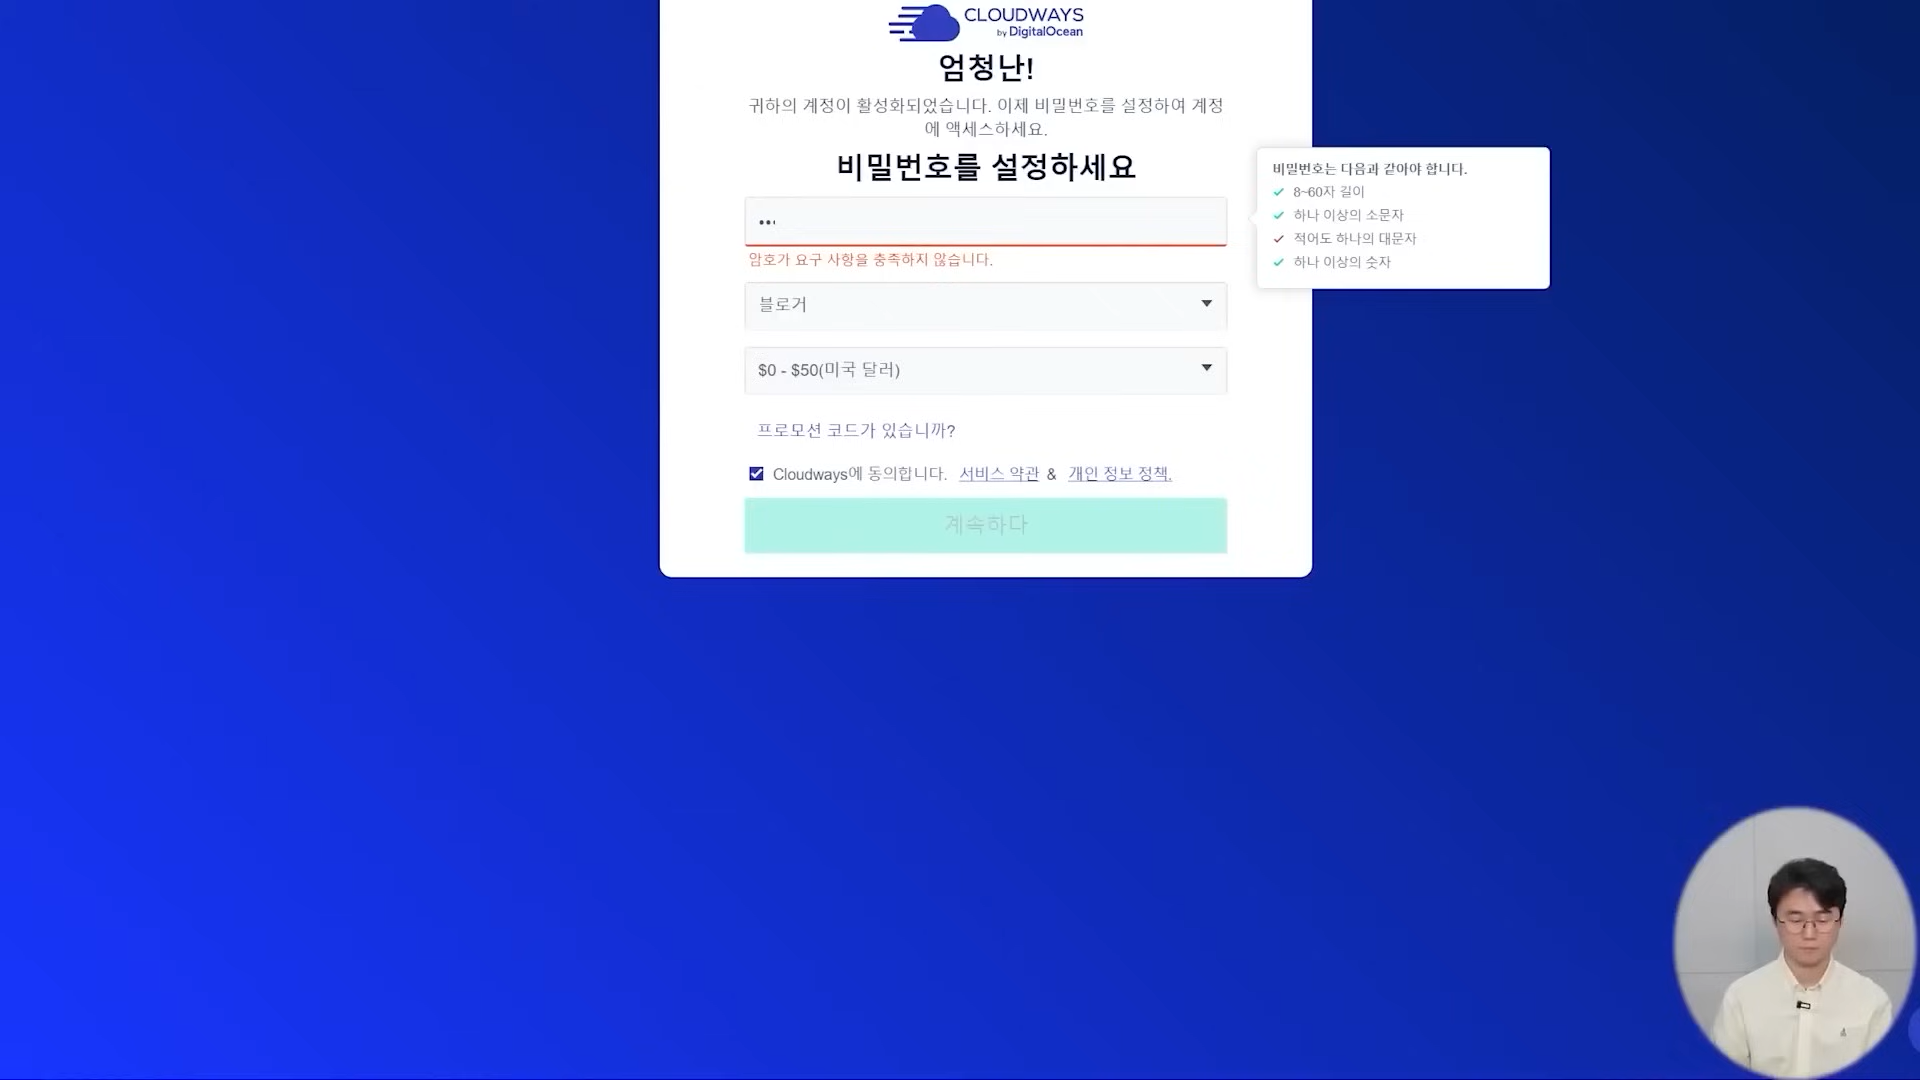 CLOUDWAYS
by DigitalOcean
엄청난!
귀하의 계정이 활성화되었습니다. 이제 비밀번호를 설정하여 계정
에 액세스하세요.
비밀번호를 설정하세요
비밀번호는 다음과 같아야 합니다.
8~60자 길이
하나 이상의 소문자
적어도 하나의 대문자
하나 이상의 숫자
암호가 요구 사항을 충족하지 않습니다.
블로거
$0 - $50(미국 달러)
프로모션 코드가 있습니까?
Cloudways에 동의합니다. 서비스 약관 & 개인 정보 정책.
계속하다